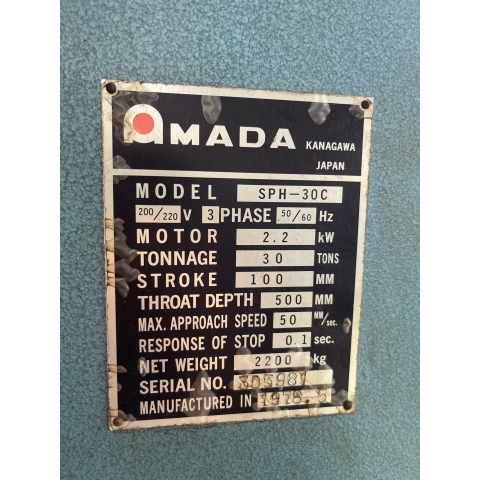 AMADA KANAGAWA
JAPAN
MODEL SPH-30C
200/220 V 3 PHASE 50/60 Hz
MOTOR 2.2 kW
TONNAGE 30 TONS
STROKE 100 MM
THROAT DEPTH 500 MM
MAX. APPROACH SPEED 50 MM/sec.
RESPONSE OF STOP 0.1 sec.
NET WEIGHT 2200 kg
SERIAL NO.
MANUFACTURED IN 1978.5